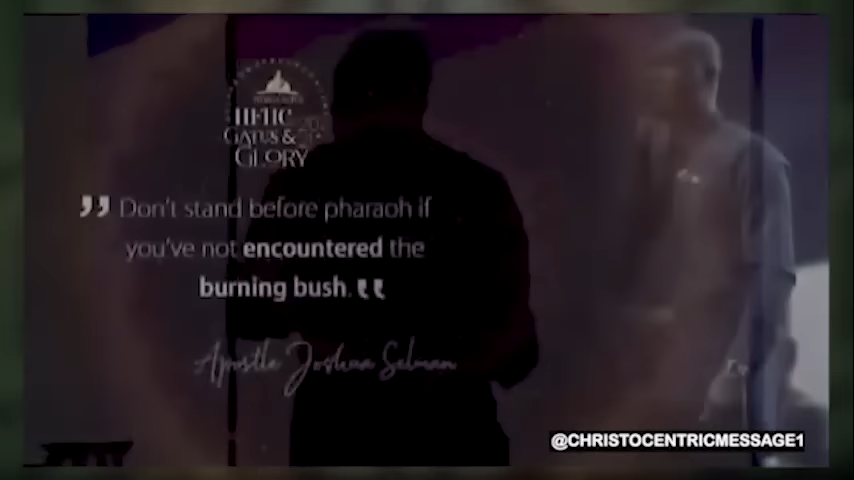 GATES &
GLORY
❟❟ Don't stand before pharaoh if
you've not encountered the
burning bush. ❛❛
Apostle Joshua Selman
@CHRISTOCENTRICMESSAGE1